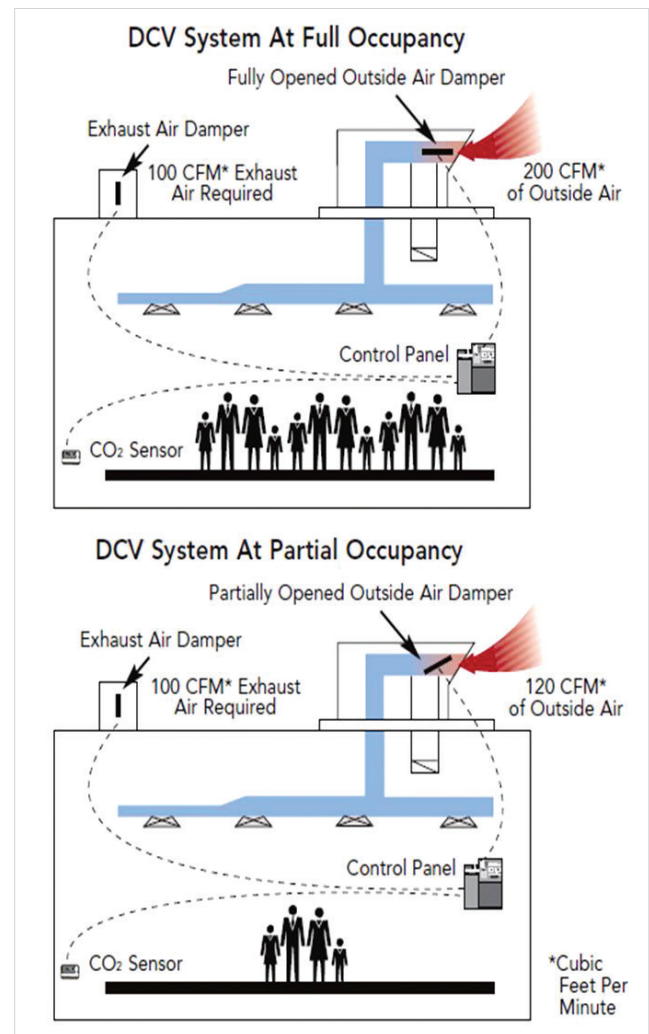 DCV System At Full Occupancy
Fully Opened Outside Air Damper
Exhaust Air Damper
100 CFM* Exhaust
Air Required
200 CFM*
of Outside Air
Control Panel
CO₂ Sensor
DCV System At Partial Occupancy
Partially Opened Outside Air Damper
Exhaust Air Damper
100 CFM* Exhaust
Air Required
120 CFM*
of Outside Air
Control Panel
CO₂ Sensor
*Cubic
Feet Per
Minute